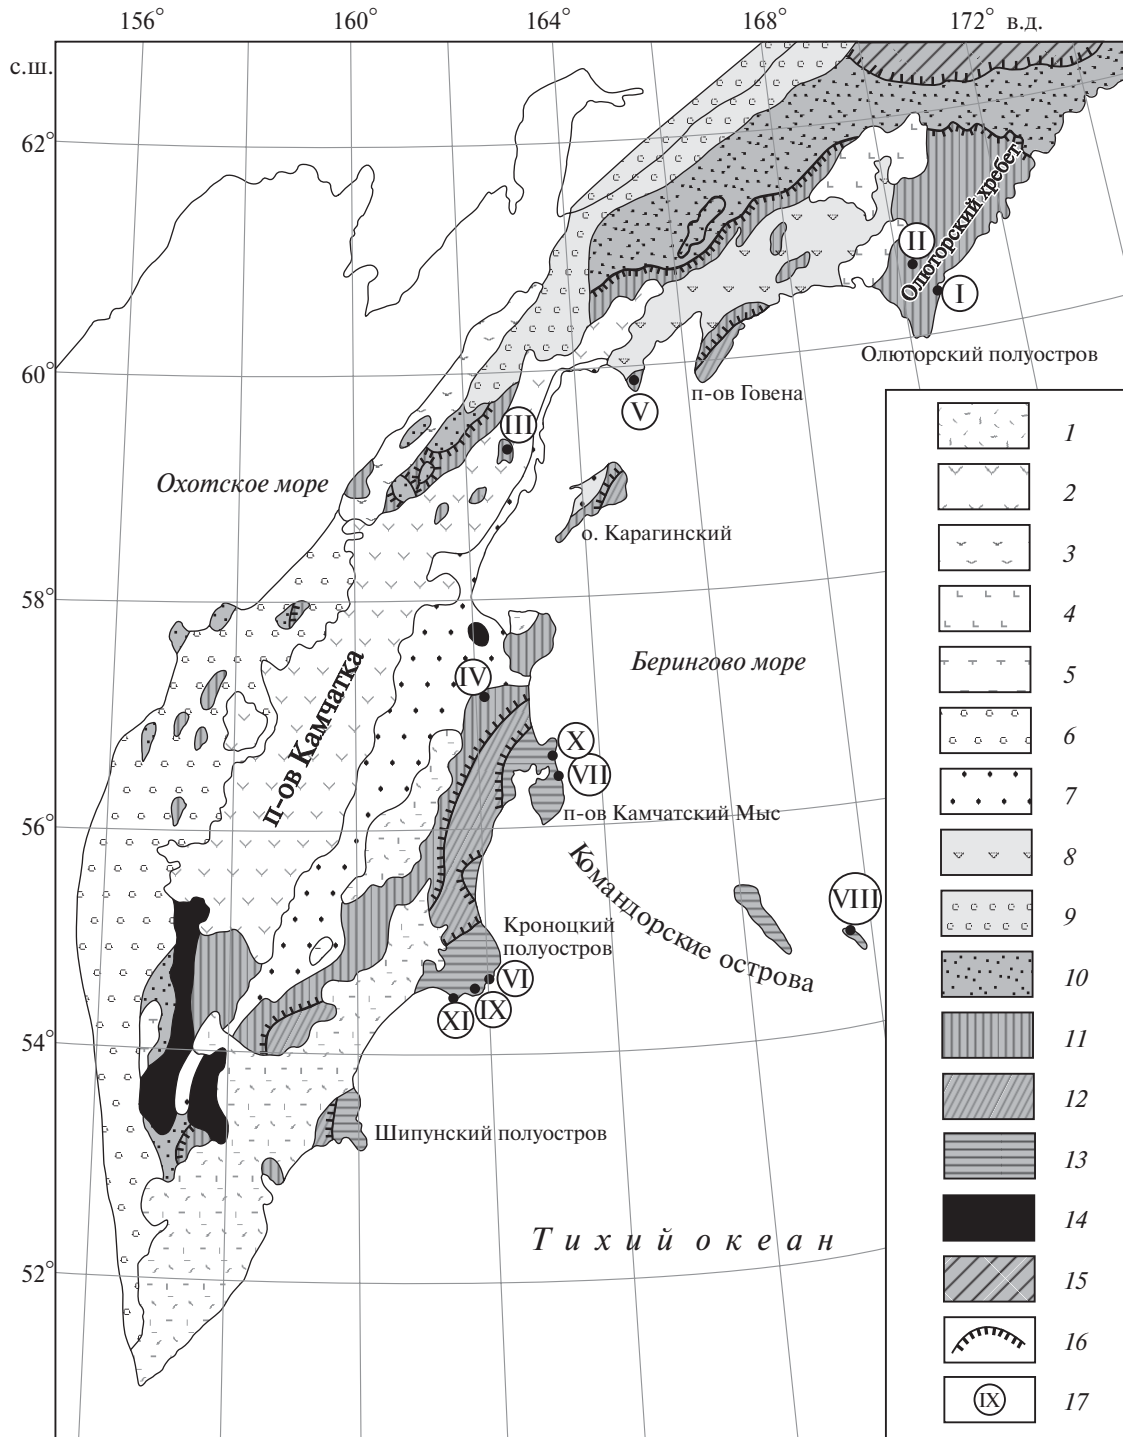 156° 160° 164° 168° 172° в.д.
с.ш.
62°
60°
58°
56°
54°
52°
Олюторский хребет
II
I
Олюторский полуостров
п-ов Говена
V
III
Охотское море
о. Карагинский
Берингово море
п-ов Камчатка
IV
X
VII
п-ов Камчатский Мыс
Командорские острова
VIII
Кроноцкий
полуостров
VI
IX
XI
Шипунский полуостров
Тихий океан
1
2
3
4
5
6
7
8
9
10
11
12
13
14
15
16
IX 17